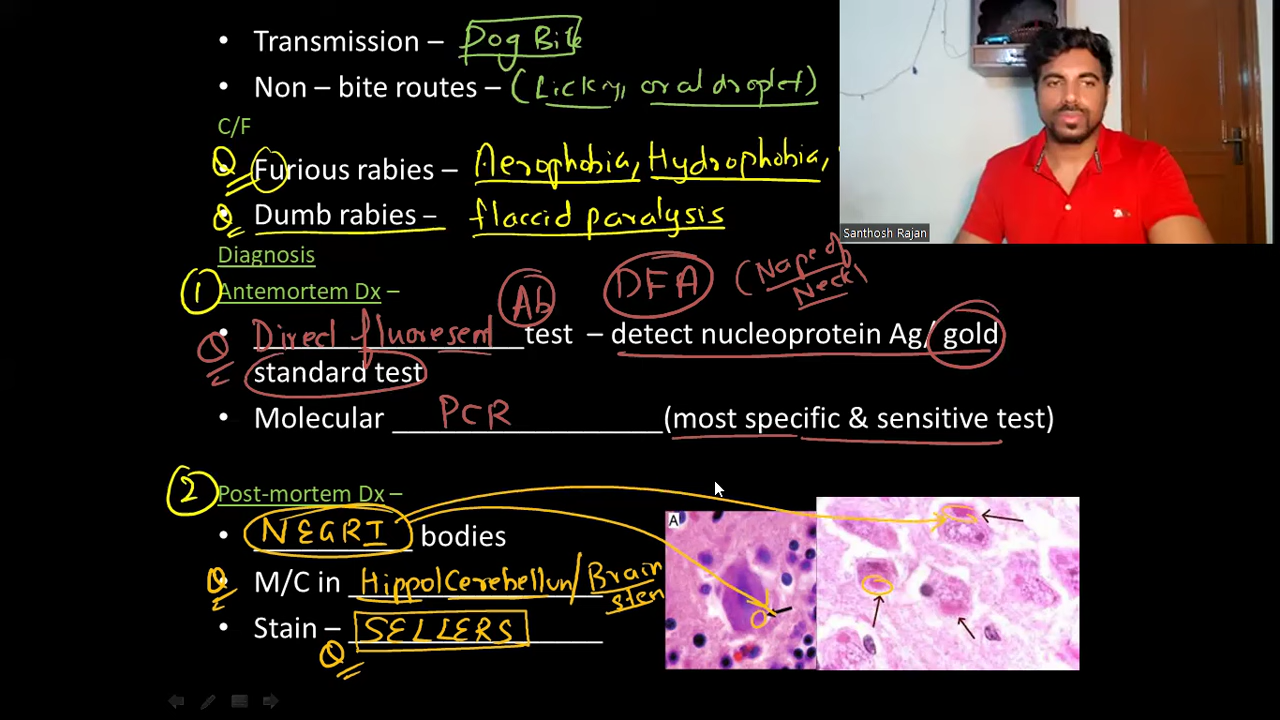 • Transmission – Dog Bite
• Non – bite routes – (Licking, oral droplet)
C/F
Q Furious rabies – Aerophobia, Hydrophobia,
Q Dumb rabies – flaccid paralysis
Santhosh Rajan
Diagnosis
1 Antemortem Dx –
Ab DFA (Nape of Neck)
Q • Direct fluoresent test – detect nucleoprotein Ag/ gold
standard test
• Molecular PCR (most specific & sensitive test)
2 Post-mortem Dx –
• NEGRI bodies
A
Q M/C in Hippo/Cerebellum/Brain stem
• Stain – SELLERS
Q